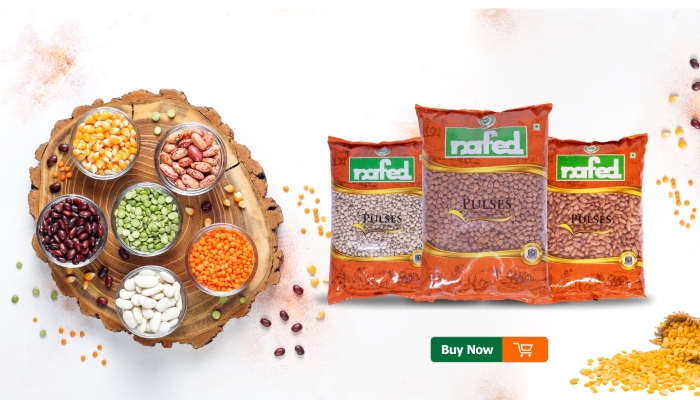 nafed
PULSES
nafed
PULSES
nafed
PULSES
Buy Now